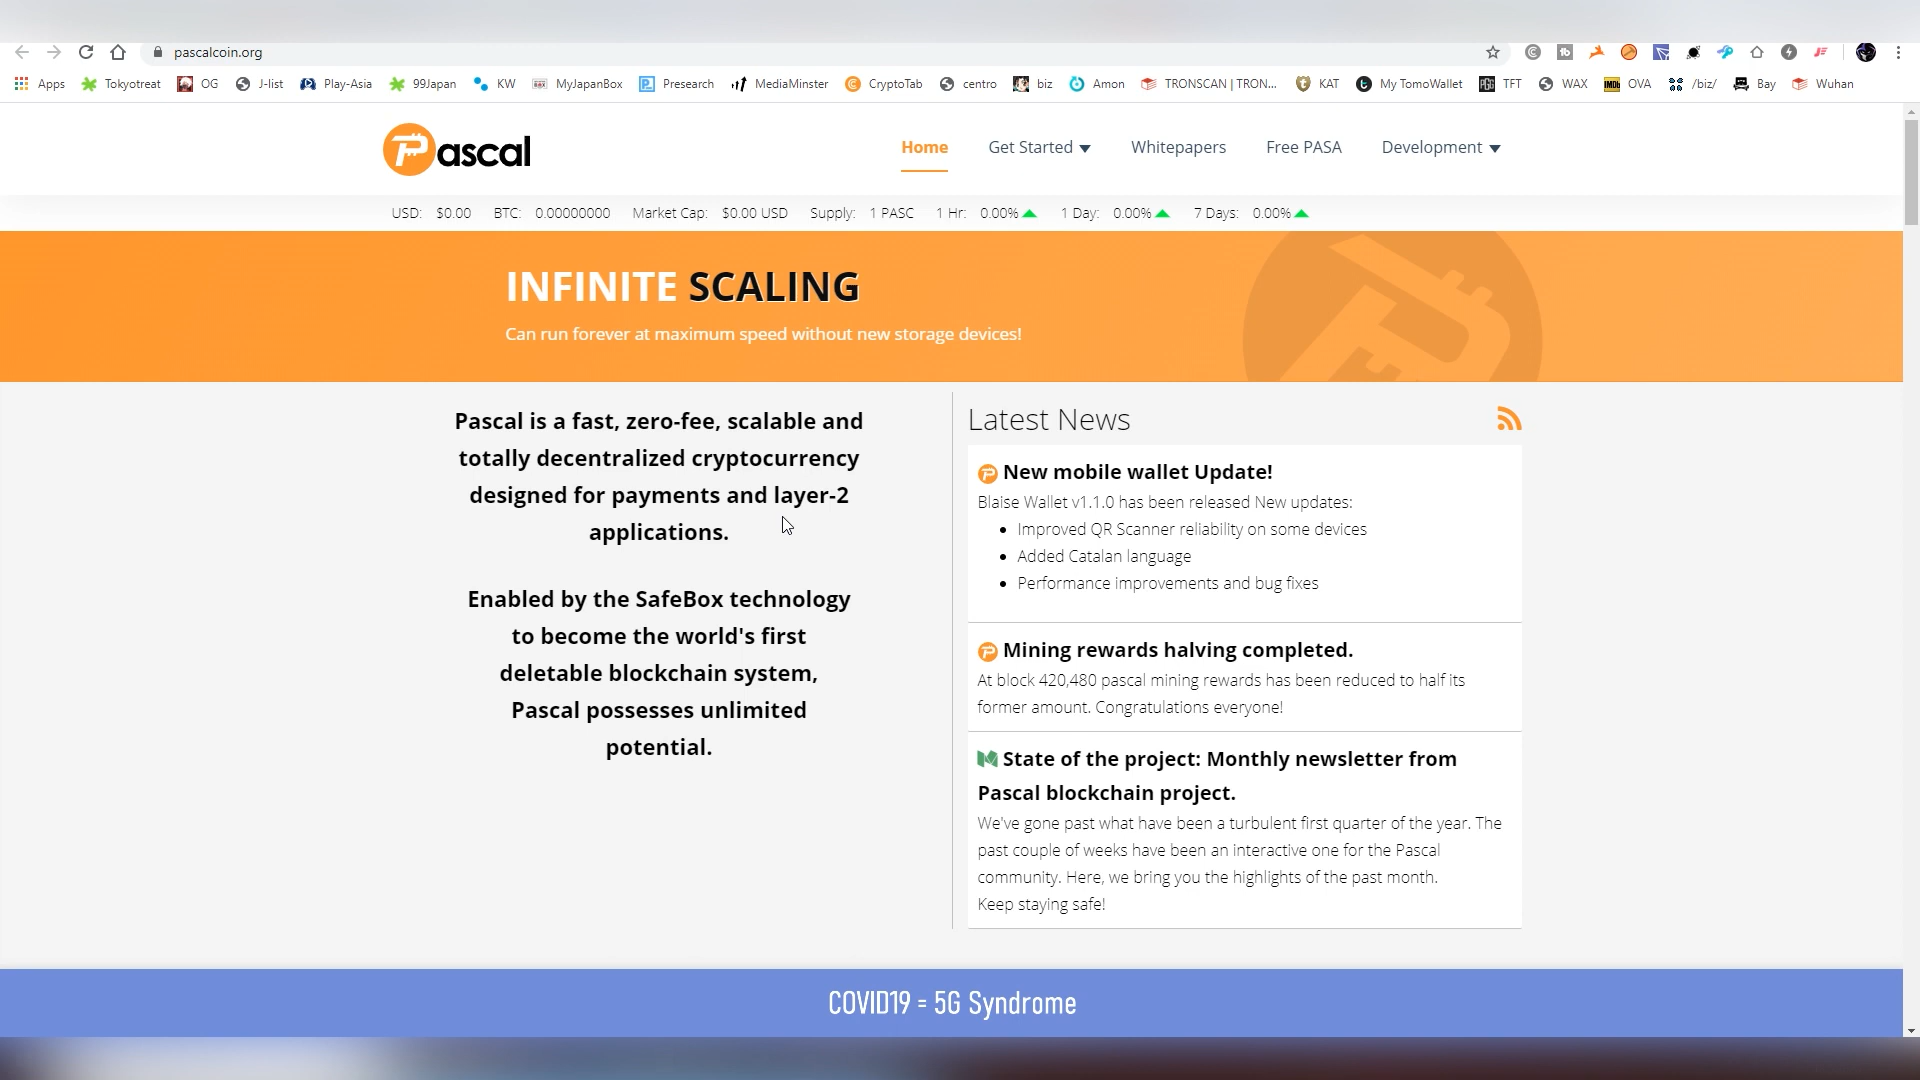 pascalcoin.org
Apps Tokyotreat OG J-list Play-Asia 99Japan KW MyJapanBox Presearch MediaMinster CryptoTab centro biz Amon TRONSCAN | TRON... KAT My TomoWallet TFT WAX OVA /biz/ Bay Wuhan
Pascal
Home Get Started Whitepapers Free PASA Development
USD: $0.00 BTC: 0.00000000 Market Cap: $0.00 USD Supply: 1 PASC 1 Hr: 0.00% 1 Day: 0.00% 7 Days: 0.00%
INFINITE SCALING
Can run forever at maximum speed without new storage devices!
Pascal is a fast, zero-fee, scalable and
totally decentralized cryptocurrency
designed for payments and layer-2
applications.
Enabled by the SafeBox technology
to become the world's first
deletable blockchain system,
Pascal possesses unlimited
potential.
Latest News
New mobile wallet Update!
Blaise Wallet v1.1.0 has been released New updates:
• Improved QR Scanner reliability on some devices
• Added Catalan language
• Performance improvements and bug fixes
Mining rewards halving completed.
At block 420,480 pascal mining rewards has been reduced to half its
former amount. Congratulations everyone!
State of the project: Monthly newsletter from
Pascal blockchain project.
We've gone past what have been a turbulent first quarter of the year. The
past couple of weeks have been an interactive one for the Pascal
community. Here, we bring you the highlights of the past month.
Keep staying safe!
COVID19 = 5G Syndrome